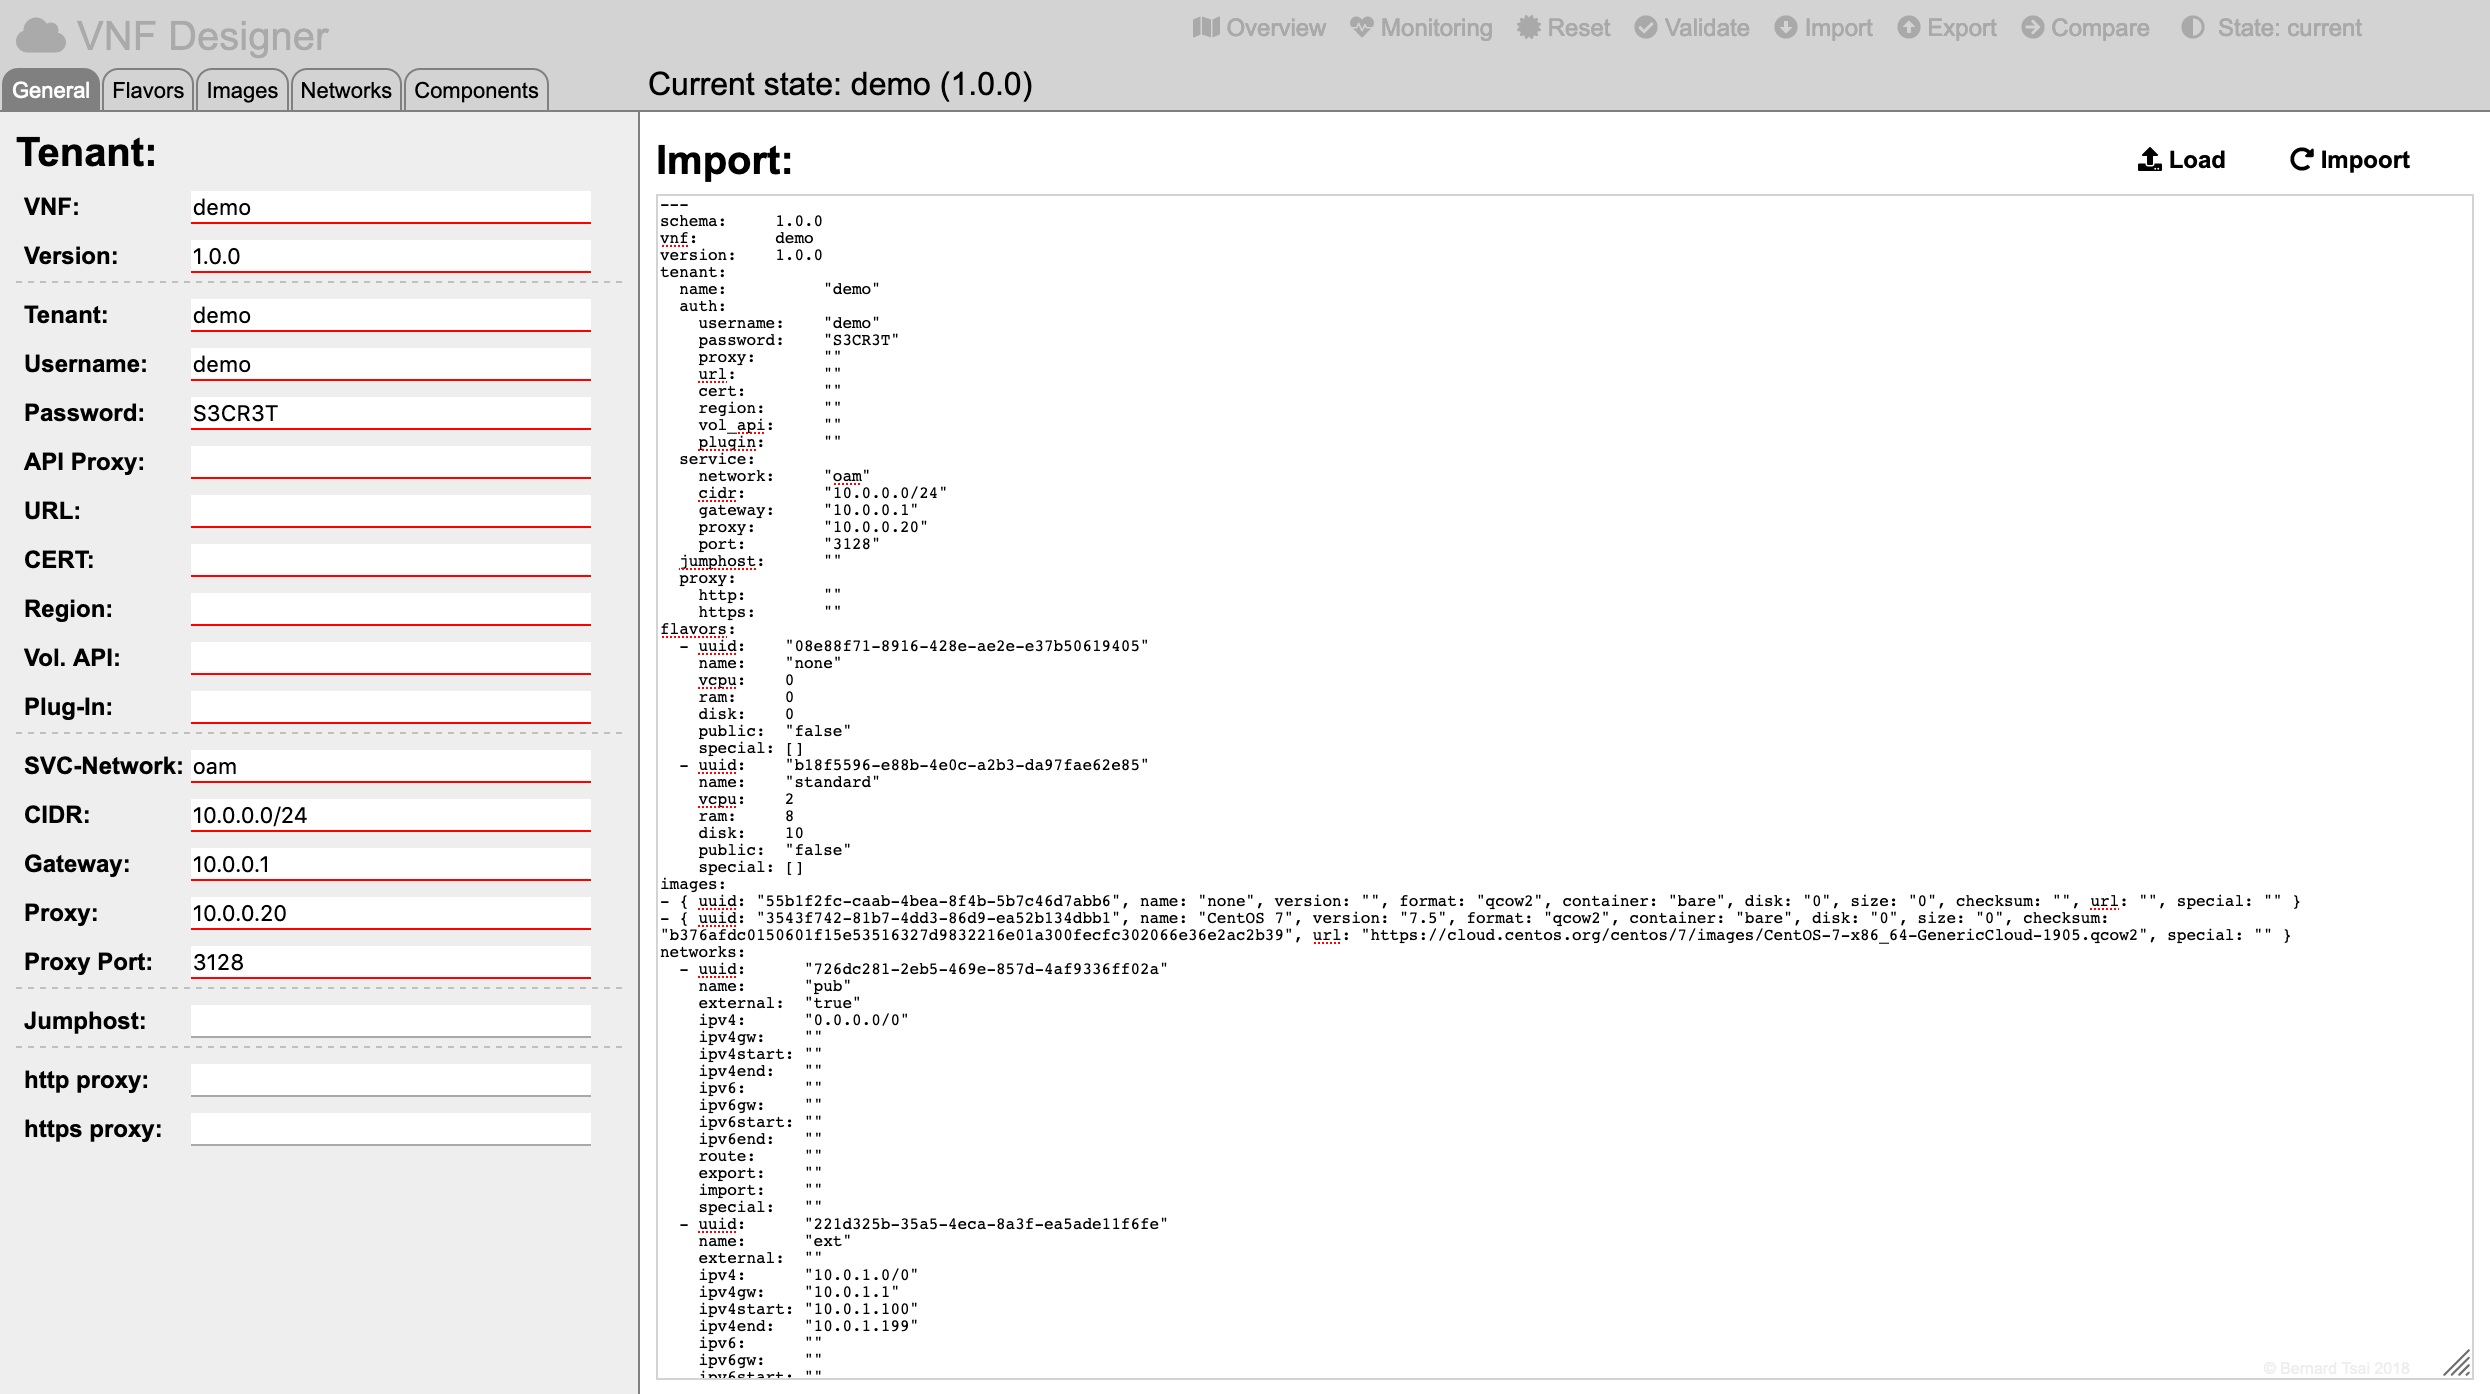 VNF Designer
Overview Monitoring Reset Validate Import Export Compare State: current
General Flavors Images Networks Components
Current state: demo (1.0.0)
Tenant:
VNF: demo
Version: 1.0.0
Tenant: demo
Username: demo
Password: S3CR3T
API Proxy:
URL:
CERT:
Region:
Vol. API:
Plug-In:
SVC-Network: oam
CIDR: 10.0.0.0/24
Gateway: 10.0.0.1
Proxy: 10.0.0.20
Proxy Port: 3128
Jumphost:
http proxy:
https proxy:
Import:
Load Impoort
---
schema: 1.0.0
vnf: demo
version: 1.0.0
tenant:
name: "demo"
auth:
username: "demo"
password: "S3CR3T"
proxy: ""
url: ""
cert: ""
region: ""
vol_api: ""
plugin: ""
service:
network: "oam"
cidr: "10.0.0.0/24"
gateway: "10.0.0.1"
proxy: "10.0.0.20"
port: "3128"
jumphost: ""
proxy:
http: ""
https: ""
flavors:
- uuid: "08e88f71-8916-428e-ae2e-e37b50619405"
name: "none"
vcpu: 0
ram: 0
disk: 0
public: "false"
special: []
- uuid: "b18f5596-e88b-4e0c-a2b3-da97fae62e85"
name: "standard"
vcpu: 2
ram: 8
disk: 10
public: "false"
special: []
images:
- { uuid: "55b1f2fc-caab-4bea-8f4b-5b7c46d7abb6", name: "none", version: "", format: "qcow2", container: "bare", disk: "0", size: "0", checksum: "", url: "", special: "" }
- { uuid: "3543f742-81b7-4dd3-86d9-ea52b134dbb1", name: "CentOS 7", version: "7.5", format: "qcow2", container: "bare", disk: "0", size: "0", checksum:
"b376afdc0150601f15e53516327d9832216e01a300fecfc302066e36e2ac2b39", url: "https://cloud.centos.org/centos/7/images/CentOS-7-x86_64-GenericCloud-1905.qcow2", special: "" }
networks:
- uuid: "726dc281-2eb5-469e-857d-4af9336ff02a"
name: "pub"
external: "true"
ipv4: "0.0.0.0/0"
ipv4gw: ""
ipv4start: ""
ipv4end: ""
ipv6: ""
ipv6gw: ""
ipv6start: ""
ipv6end: ""
route: ""
export: ""
import: ""
special: ""
- uuid: "221d325b-35a5-4eca-8a3f-ea5ade11f6fe"
name: "ext"
external: ""
ipv4: "10.0.1.0/0"
ipv4gw: "10.0.1.1"
ipv4start: "10.0.1.100"
ipv4end: "10.0.1.199"
ipv6: ""
ipv6gw: ""
ipv6start: ""
© Bernard Tsai 2018